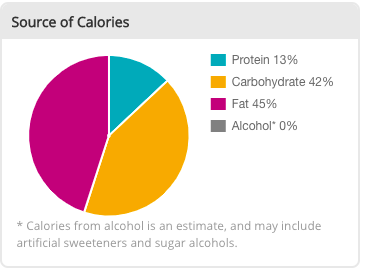 Source of Calories
Protein 13%
Carbohydrate 42%
Fat 45%
Alcohol* 0%
* Calories from alcohol is an estimate, and may include
artificial sweeteners and sugar alcohols.